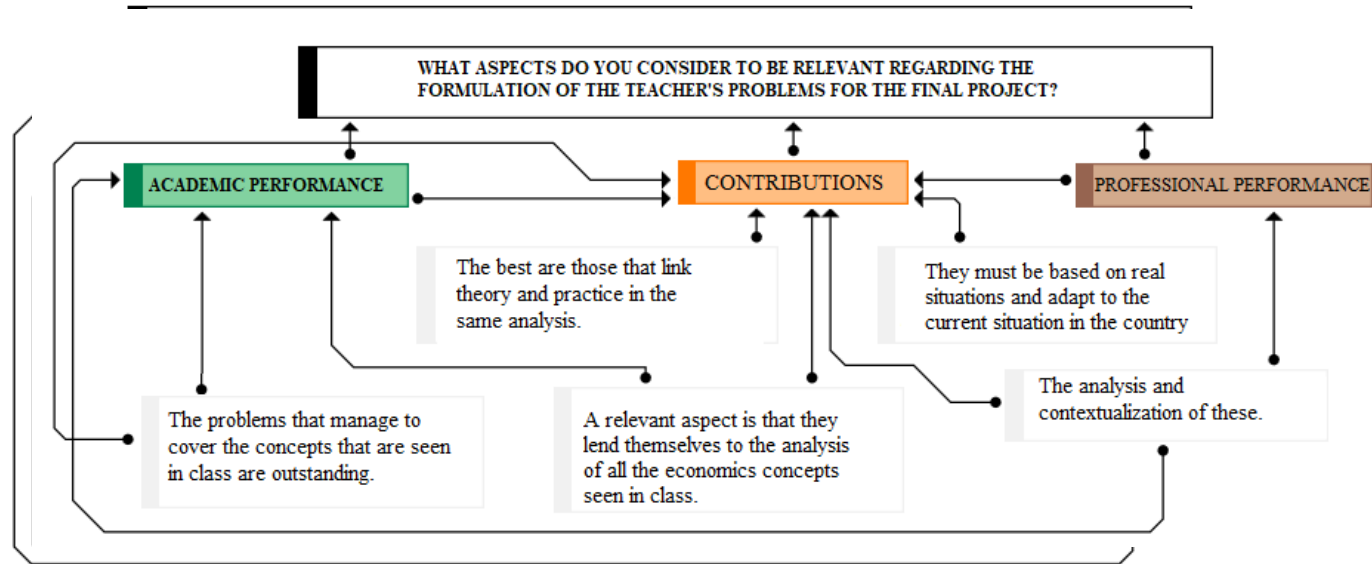 WHAT ASPECTS DO YOU CONSIDER TO BE RELEVANT REGARDING THE
FORMULATION OF THE TEACHER'S PROBLEMS FOR THE FINAL PROJECT?
ACADEMIC PERFORMANCE
CONTRIBUTIONS
PROFESSIONAL PERFORMANCE
The best are those that link
theory and practice in the
same analysis.
They must be based on real
situations and adapt to the
current situation in the country
The problems that manage to
cover the concepts that are seen
in class are outstanding.
A relevant aspect is that they
lend themselves to the analysis
of all the economics concepts
seen in class.
The analysis and
contextualization of these.